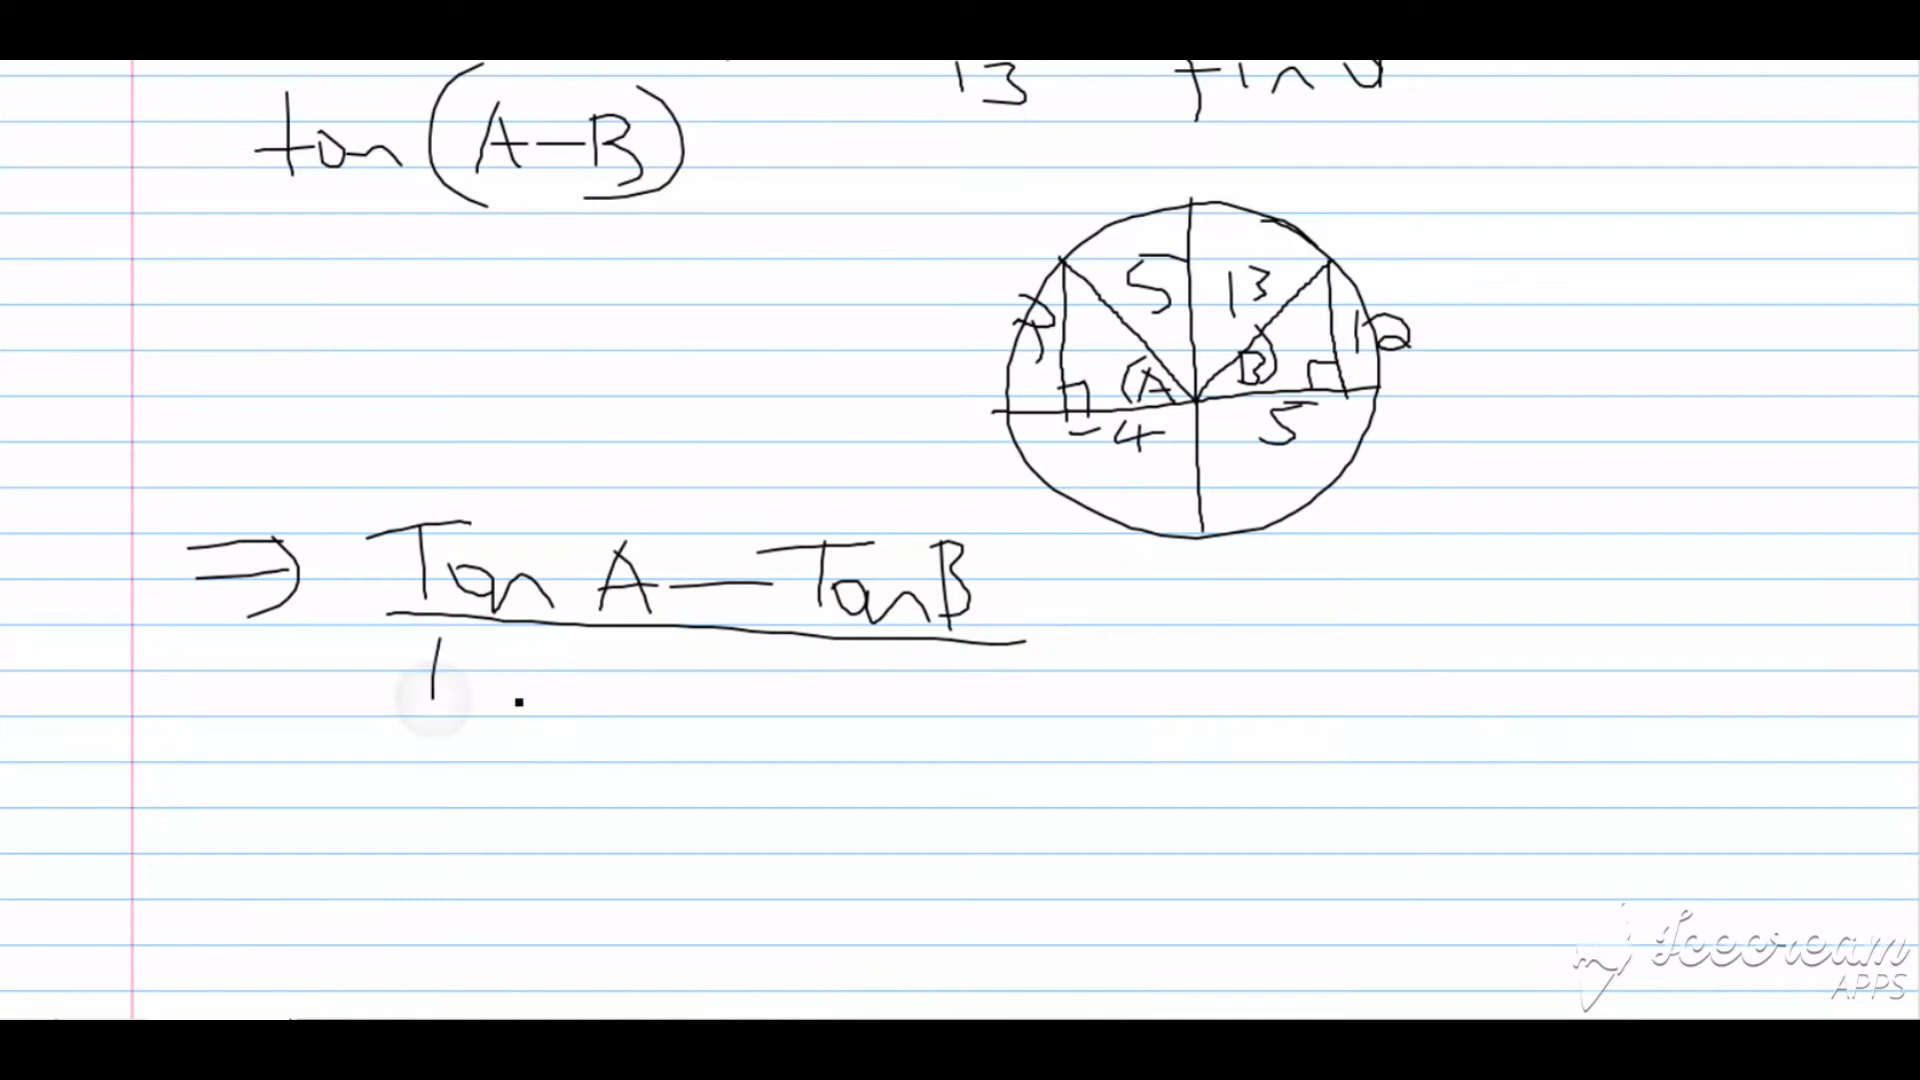 13 find
tan (A-B)
5 13
3 12
A B
-4 5
⇒ Tan A - Tan B
1 .
Icecream
APPS